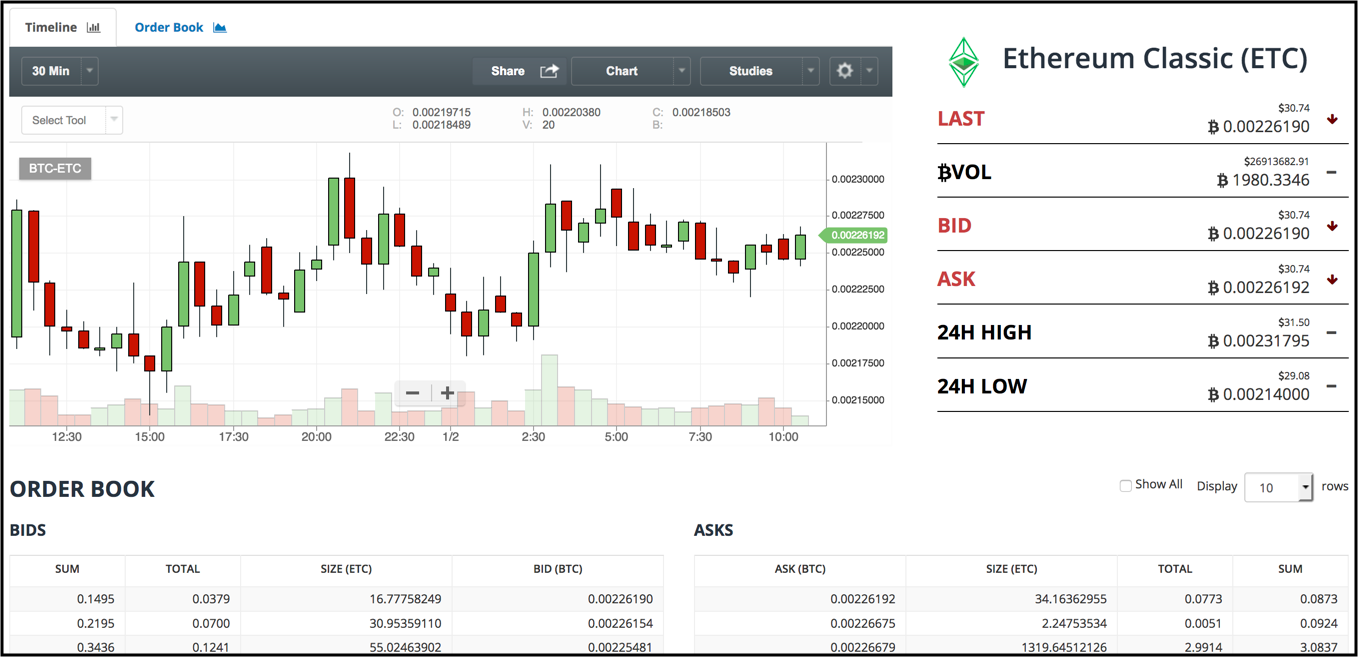 Timeline Order Book
30 Min Share Chart Studies
Select Tool
O: 0.00219715 H: 0.00220380 C: 0.00218503
L: 0.00218489 V: 20 B:
BTC-ETC
0.00230000
0.00227500
0.00226192
0.00225000
0.00222500
0.00220000
0.00217500
0.00215000
12:30 15:00 17:30 20:00 22:30 1/2 2:30 5:00 7:30 10:00
Ethereum Classic (ETC)
$30.74
LAST ₿ 0.00226190
$26913682.91
₿VOL ₿ 1980.3346
$30.74
BID ₿ 0.00226190
$30.74
ASK ₿ 0.00226192
$31.50
24H HIGH ₿ 0.00231795
$29.08
24H LOW ₿ 0.00214000
ORDER BOOK
Show All Display 10 rows
BIDS
SUM TOTAL SIZE (ETC) BID (BTC)
0.1495 0.0379 16.77758249 0.00226190
0.2195 0.0700 30.95359110 0.00226154
0.3436 0.1241 55.02463902 0.00225481
ASKS
ASK (BTC) SIZE (ETC) TOTAL SUM
0.00226192 34.16362955 0.0773 0.0873
0.00226675 2.24753534 0.0051 0.0924
0.00226679 1319.64512126 2.9914 3.0837